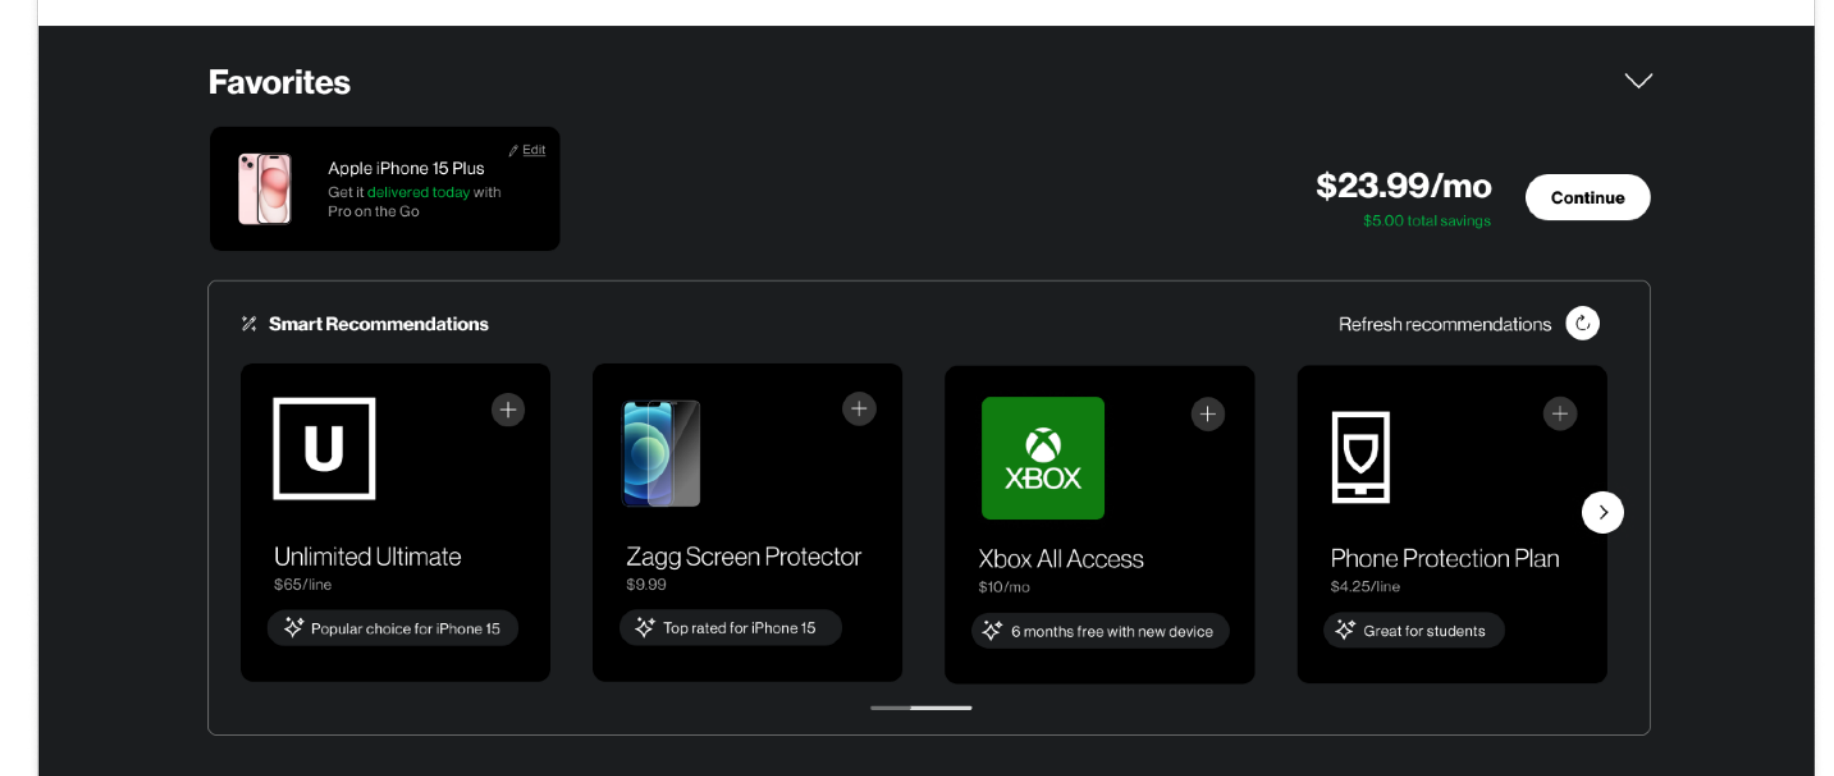 Favorites
Edit
Apple iPhone 15 Plus
Get it delivered today with
Pro on the Go
$23.99/mo
$5.00 total savings
Continue
Smart Recommendations
Refresh recommendations
U
Unlimited Ultimate
$65/line
Popular choice for iPhone 15
Zagg Screen Protector
$9.99
Top rated for iPhone 15
XBOX
Xbox All Access
$10/mo
6 months free with new device
Phone Protection Plan
$4.25/line
Great for students